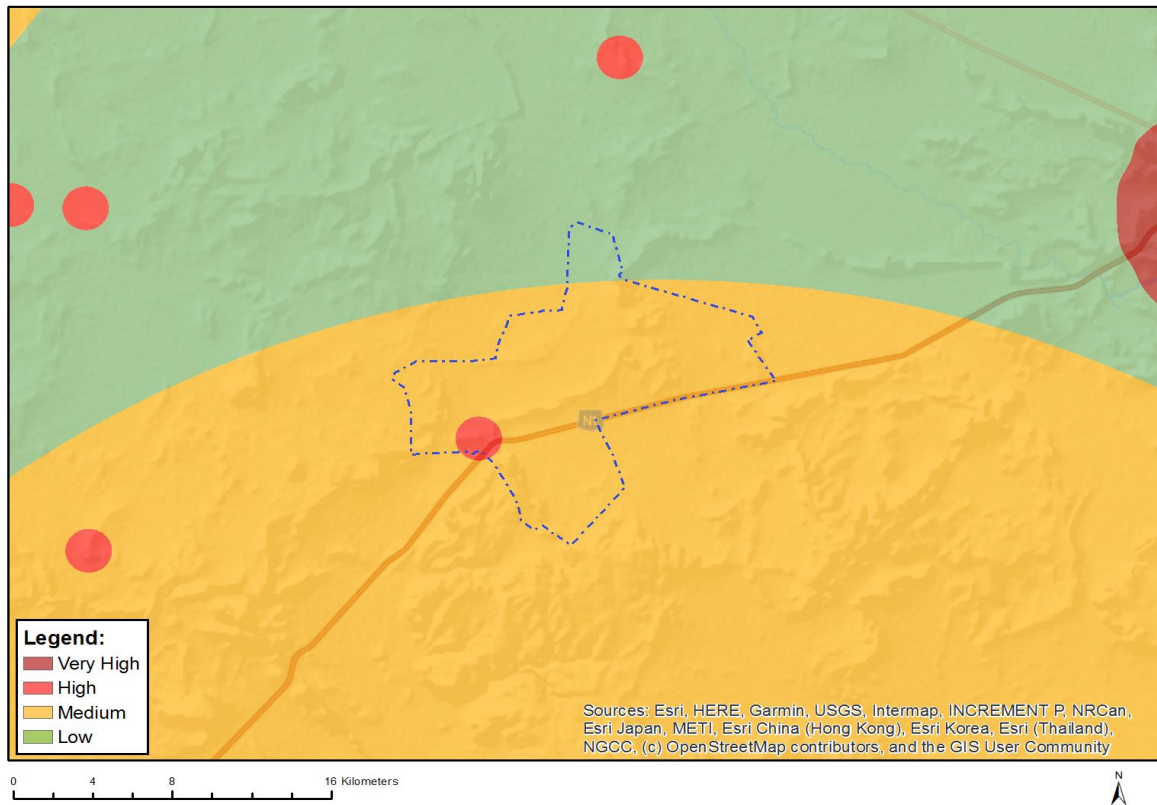 N1
Legend:
Very High
High
Medium
Low
Sources: Esri, HERE, Garmin, USGS, Intermap, INCREMENT P, NRCan,
Esri Japan, METI, Esri China (Hong Kong), Esri Korea, Esri (Thailand),
NGCC, (c) OpenStreetMap contributors, and the GIS User Community
0 4 8 16 Kilometers
N